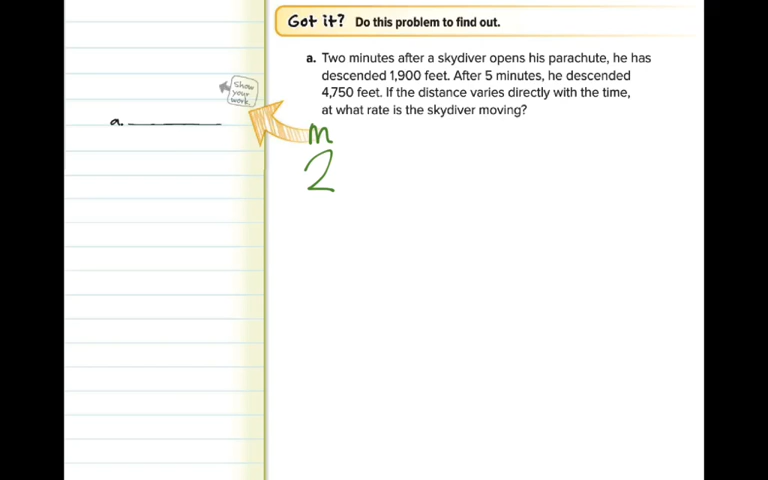 Got it? Do this problem to find out.
a. Two minutes after a skydiver opens his parachute, he has
descended 1,900 feet. After 5 minutes, he descended
4,750 feet. If the distance varies directly with the time,
at what rate is the skydiver moving?
Show
your
work.
a.
m
2